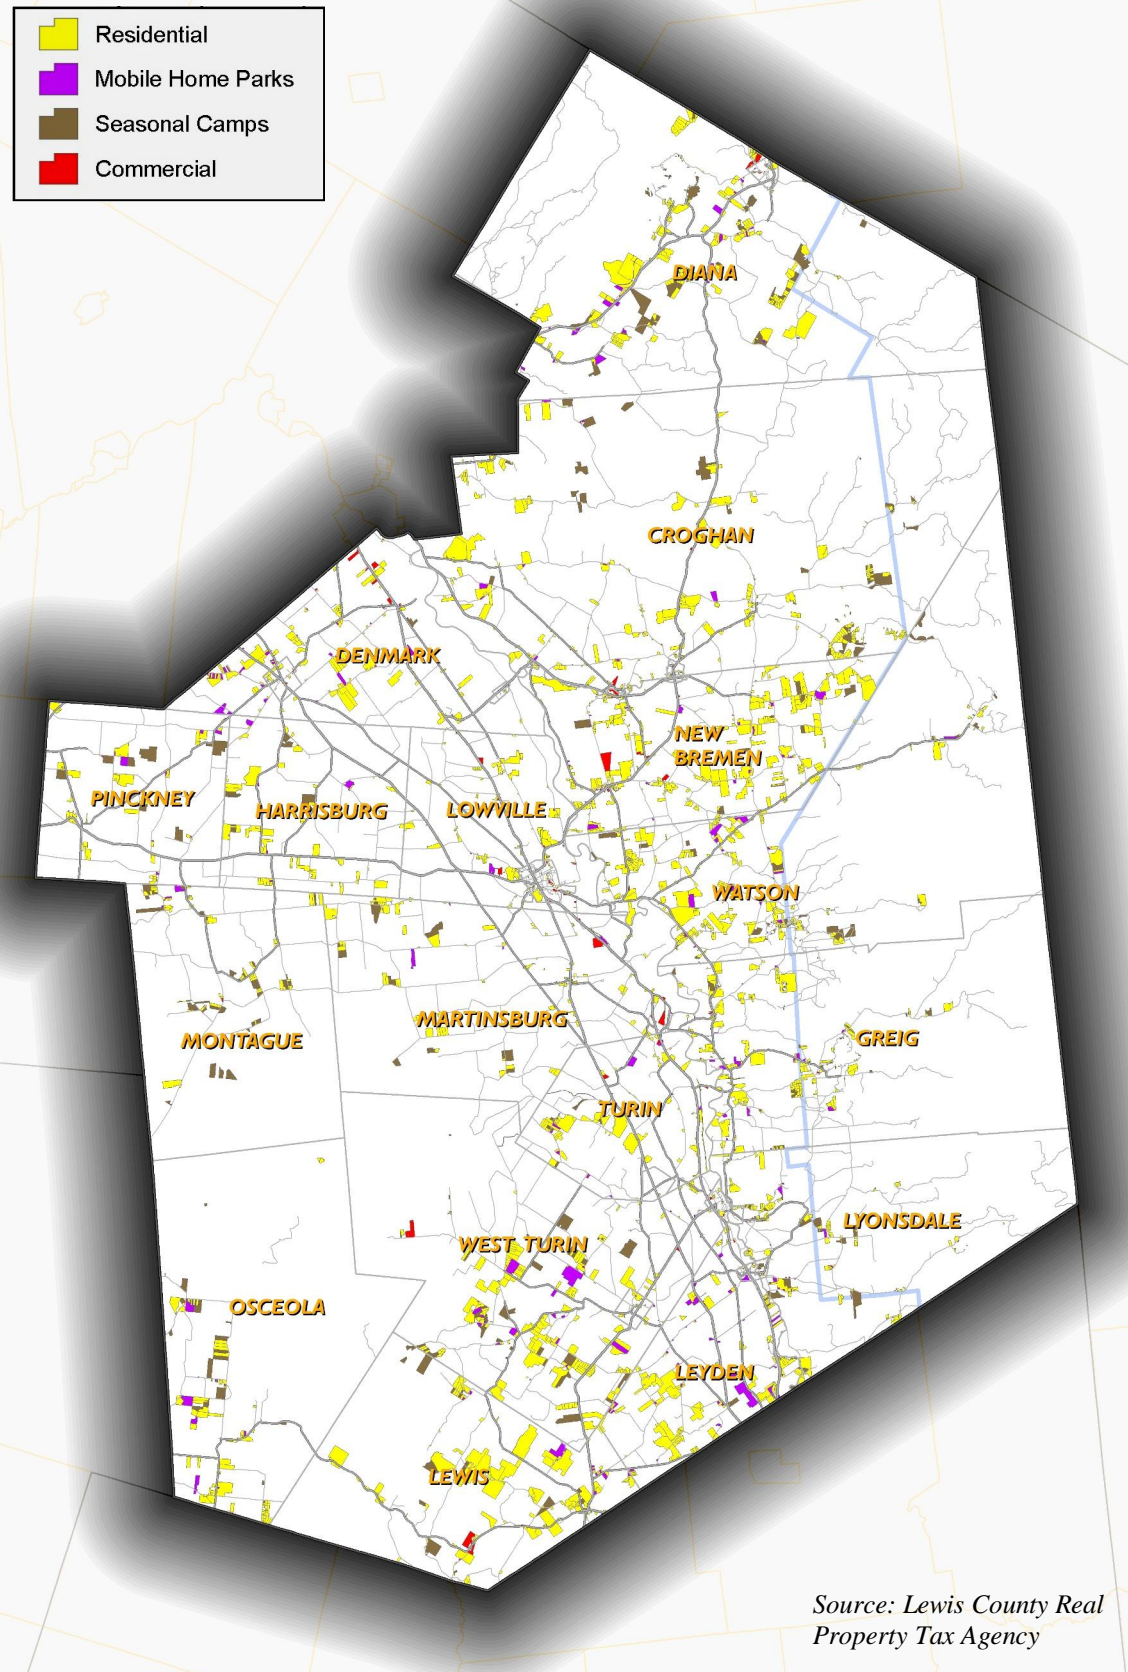 Residential
Mobile Home Parks
Seasonal Camps
Commercial
DIANA
CROGHAN
DENMARK
NEW
BREMEN
PINCKNEY
HARRISBURG
LOWVILLE
WATSON
MARTINSBURG
MONTAGUE
GREIG
TURIN
LYONSDALE
WEST TURIN
OSCEOLA
LEYDEN
LEWIS
Source: Lewis County Real
Property Tax Agency